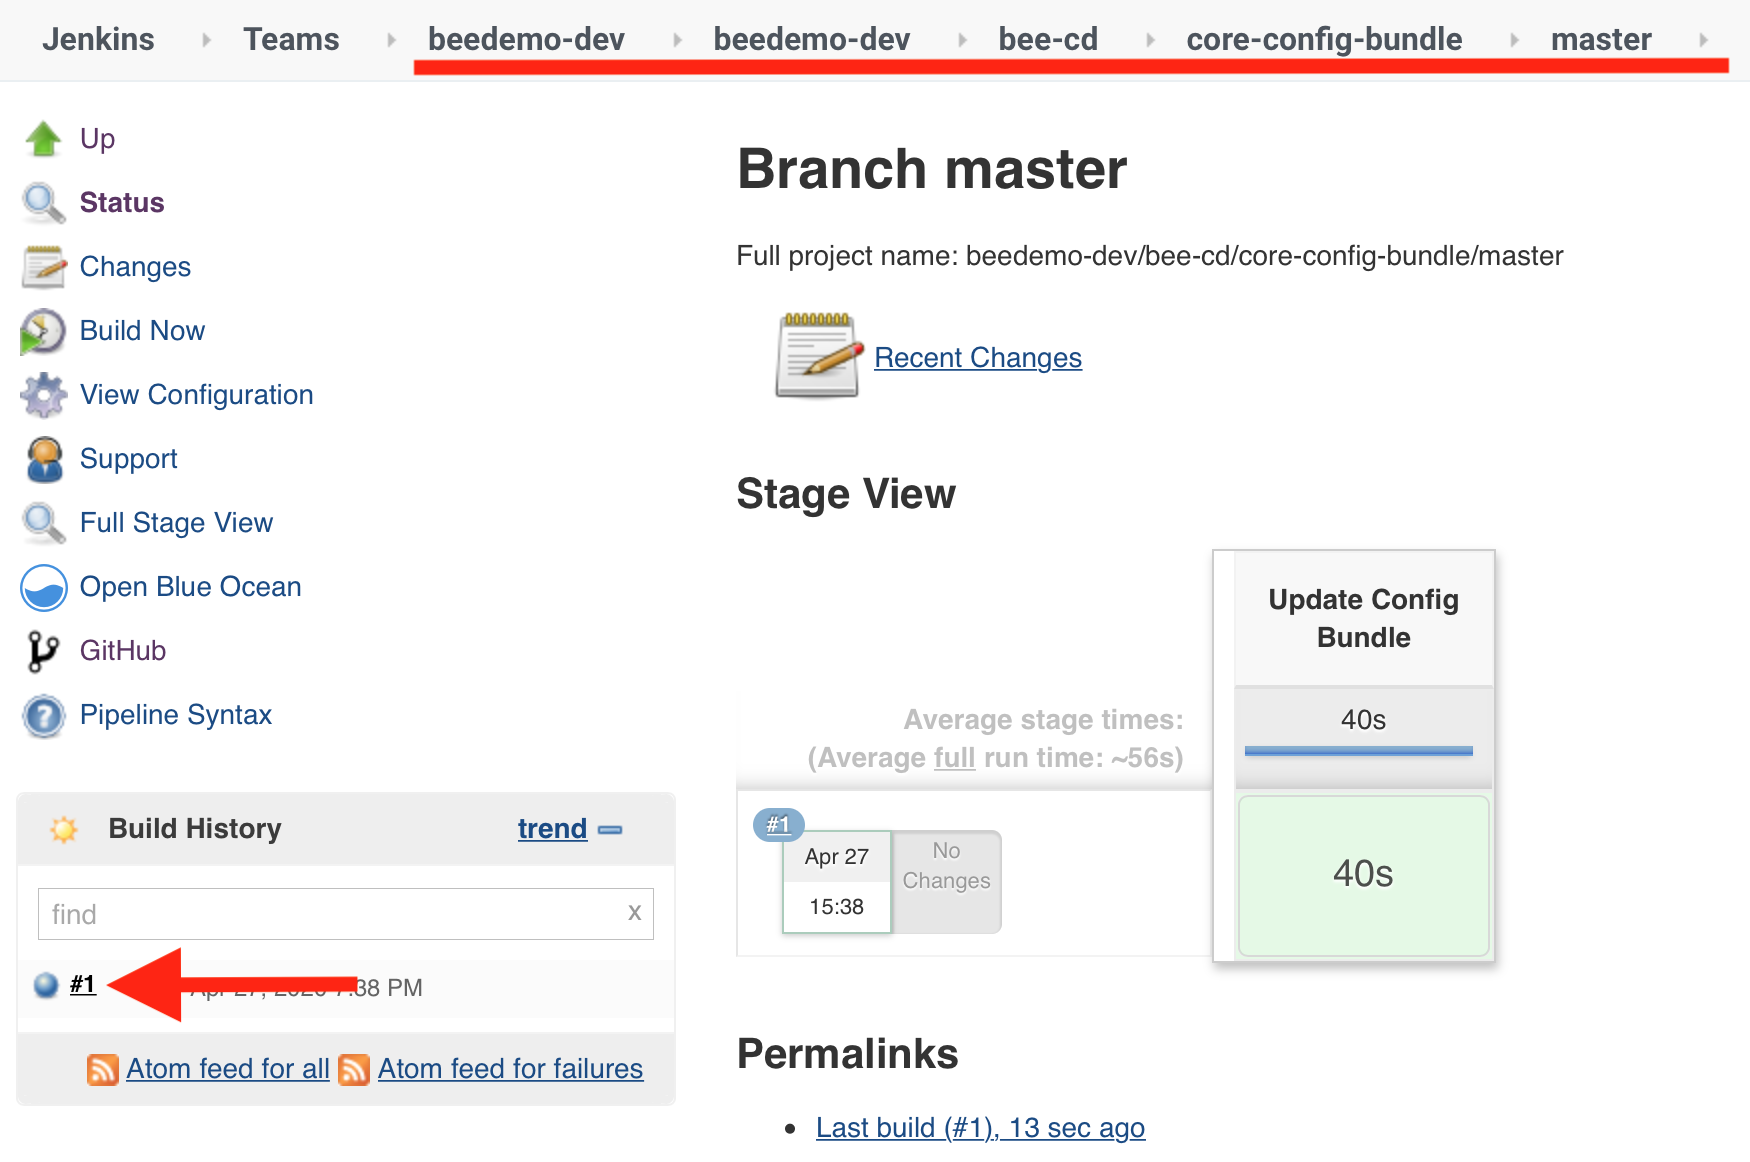 Jenkins Teams beedemo-dev beedemo-dev bee-cd core-config-bundle master
Up
Status
Changes
Build Now
View Configuration
Support
Full Stage View
Open Blue Ocean
GitHub
Pipeline Syntax
Build History trend
find x
#1 38 PM
Atom feed for all Atom feed for failures
Branch master
Full project name: beedemo-dev/bee-cd/core-config-bundle/master
Recent Changes
Stage View
Update Config
Bundle
Average stage times:
(Average full run time: ~56s)
40s
#1
Apr 27
15:38
No
Changes
40s
Permalinks
Last build (#1), 13 sec ago